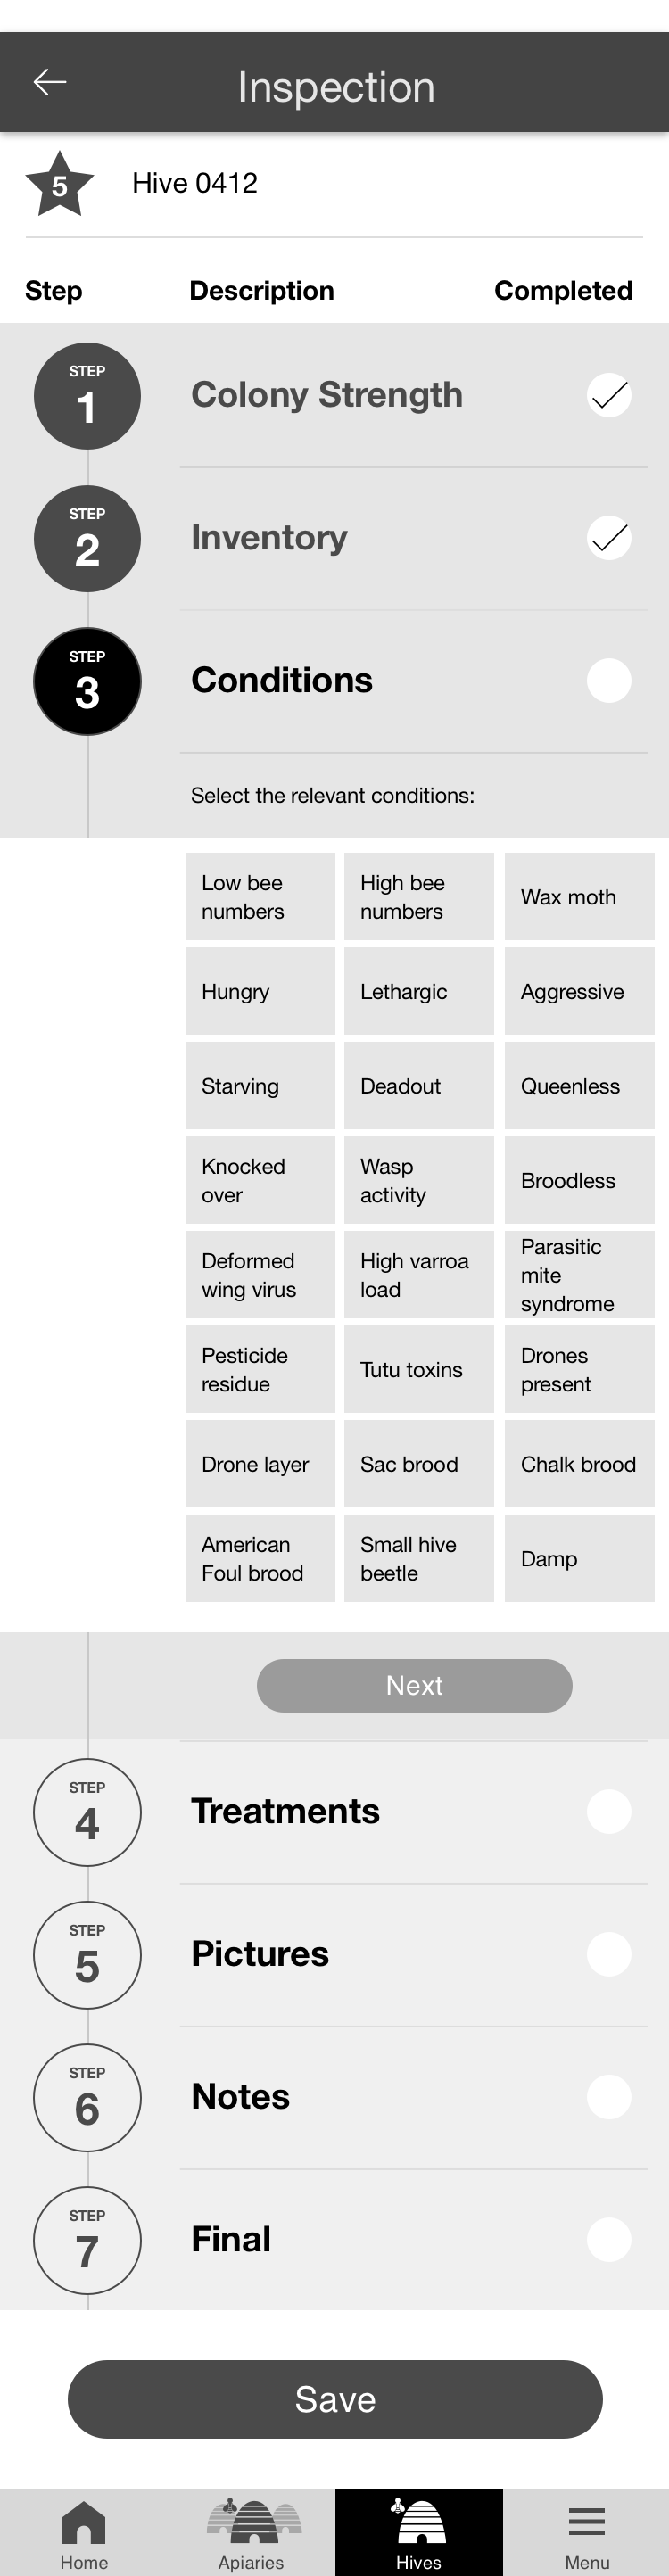 Inspection
5
Hive 0412
Step Description Completed
STEP
1
Colony Strength
STEP
2
Inventory
STEP
3
Conditions
Select the relevant conditions:
Low bee
numbers
High bee
numbers
Wax moth
Hungry
Lethargic
Aggressive
Starving
Deadout
Queenless
Knocked
over
Wasp
activity
Broodless
Deformed
wing virus
High varroa
load
Parasitic
mite
syndrome
Pesticide
residue
Tutu toxins
Drones
present
Drone layer
Sac brood
Chalk brood
American
Foul brood
Small hive
beetle
Damp
Next
STEP
4
Treatments
STEP
5
Pictures
STEP
6
Notes
STEP
7
Final
Save
Home
Apiaries
Hives
Menu